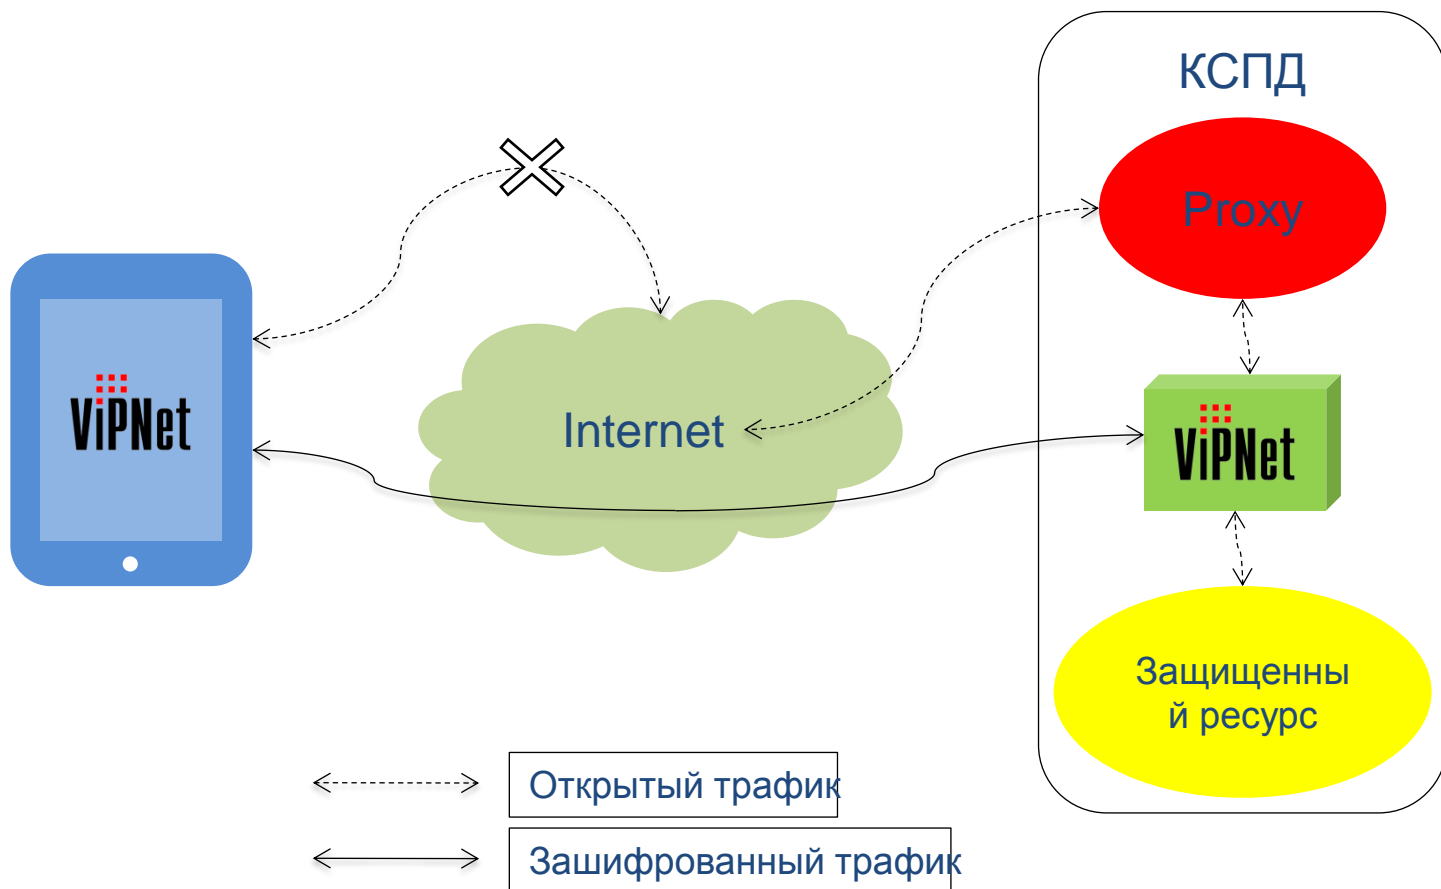 КСПД
Proxy
ViPNet
Internet
ViPNet
Защищенны
й ресурс
Открытый трафик
Зашифрованный трафик